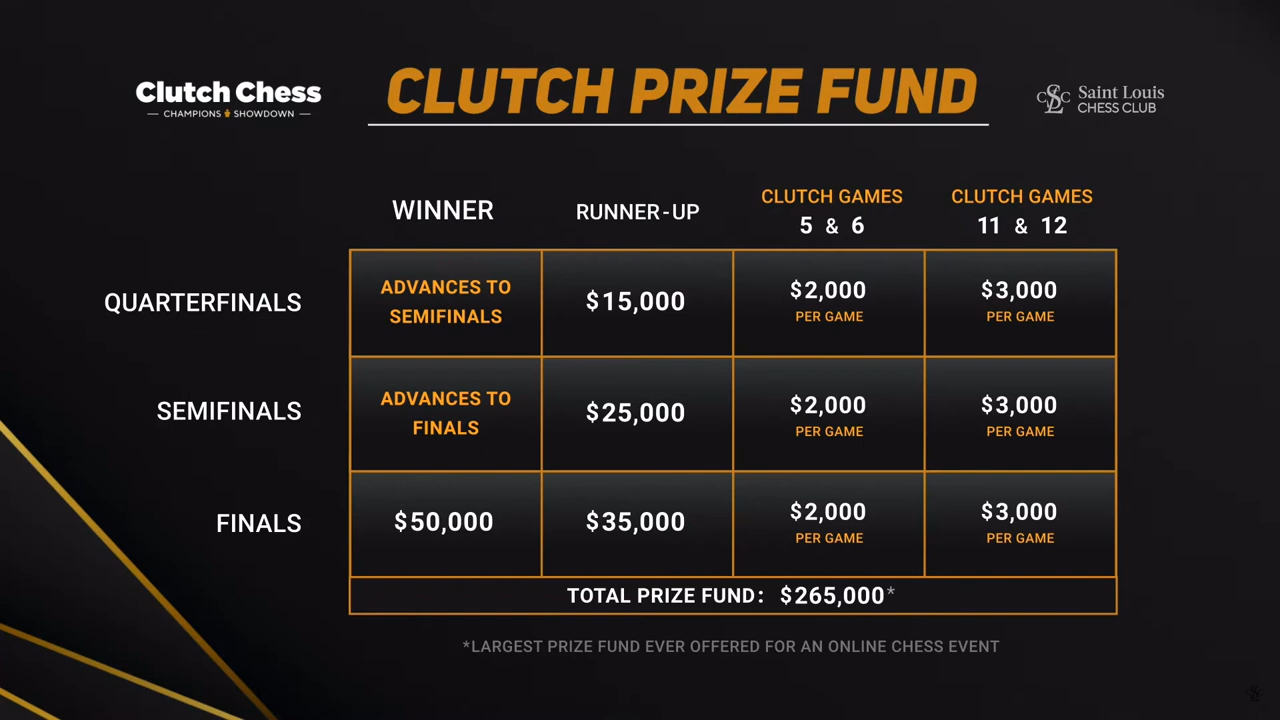 Clutch Chess
CHAMPIONS SHOWDOWN
CLUTCH PRIZE FUND
CSLC
Saint Louis
CHESS CLUB
WINNER
RUNNER-UP
CLUTCH GAMES
5 & 6
CLUTCH GAMES
11 & 12
QUARTERFINALS
ADVANCES TO
SEMIFINALS
$15,000
$2,000
PER GAME
$3,000
PER GAME
SEMIFINALS
ADVANCES TO
FINALS
$25,000
$2,000
PER GAME
$3,000
PER GAME
FINALS
$50,000
$35,000
$2,000
PER GAME
$3,000
PER GAME
TOTAL PRIZE FUND: $265,000*
*LARGEST PRIZE FUND EVER OFFERED FOR AN ONLINE CHESS EVENT